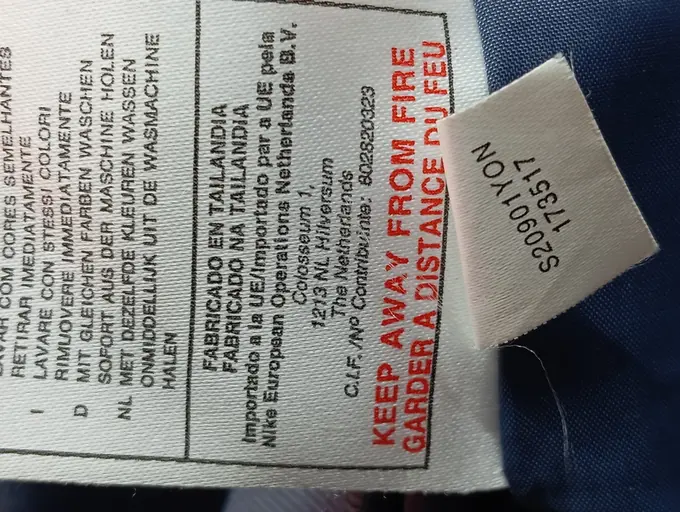 COM CORES SEMELHANTES
RETIRAR IMEDIATAMENTE
I LAVARE CON STESSI COLORI
RIMUOVERE IMMEDIATAMENTE
D MIT GLEICHEN FARBEN WASCHEN
SOFORT AUS DER MASCHINE HOLEN
NL MET DEZELFDE KLEUREN WASSEN
ONMIDDELLIJK UIT DE WASMACHINE
HALEN
FABRICADO EN TAILANDIA
FABRICADO NA TAILANDIA
Importado a la UE/Importado par a UE pela
Nike European Operations Netherlands B.V.
Colosseum 1,
1213 NL Hilversum
The Netherlands
C.I.F./Nº Contribuinte: 802820323
KEEP AWAY FROM FIRE
GARDER A DISTANCE DU FEU
S20901YON
173517